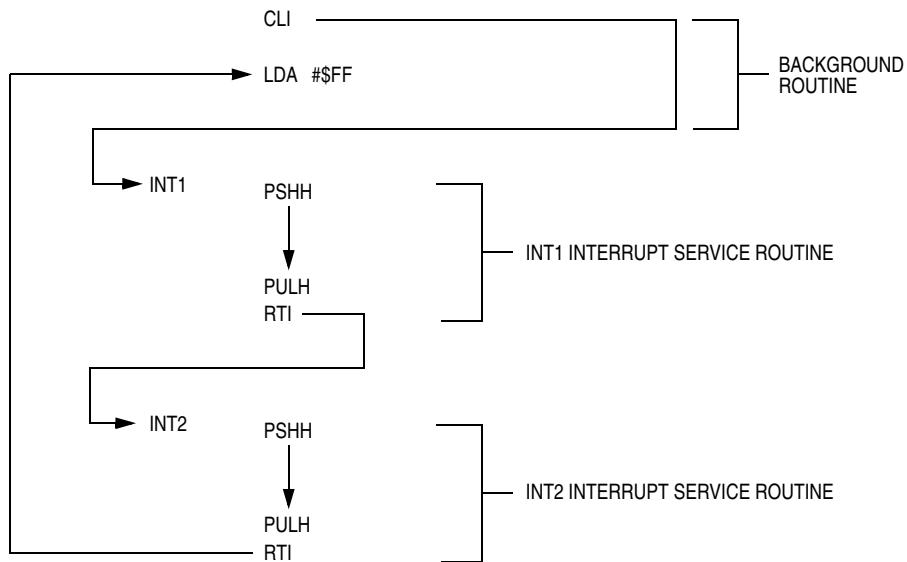 CLI
LDA #$FF
BACKGROUND
ROUTINE
INT1
PSHH
INT1 INTERRUPT SERVICE ROUTINE
PULH
RTI
INT2
PSHH
INT2 INTERRUPT SERVICE ROUTINE
PULH
RTI